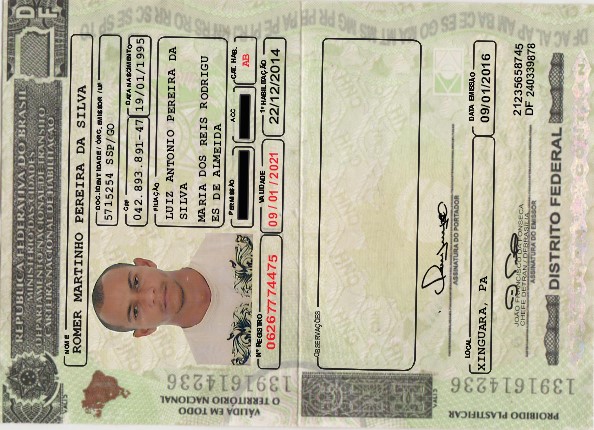 REPÚBLICA FEDERATIVA DO BRASIL
MINISTÉRIO DAS CIDADES
DEPARTAMENTO NACIONAL DE TRÂNSITO
CARTEIRA NACIONAL DE HABILITAÇÃO
DF
VALIS
NOME
ROMER MARTINHO PEREIRA DA SILVA
DOC. IDENTIDADE / ÓRG. EMISSOR / UF
5715254 SSP/GO
CPF
DATA NASCIMENTO
042.893.891-47
19/01/1995
FILIAÇÃO
LUIZ ANTONIO PEREIRA DA
SILVA
MARIA DOS REIS RODRIGU
ES DE ALMEIDA
PERMISSÃO
ACC
CAT. HAB.
AB
Nº REGISTRO
VALIDADE
1ª HABILITAÇÃO
06267774475
09/01/2021
22/12/2014
VÁLIDA EM TODO
O TERRITÓRIO NACIONAL
1391614236
OBSERVAÇÕES
VALIS
ASSINATURA DO PORTADOR
LOCAL
DATA EMISSÃO
XINGUARA, PA
09/01/2016
JOÃO FRANCISCO DA FONSECA
CHEFE DETRAN / DFBRASÍLIA
ASSINATURA DO EMISSOR
21235658745
DF 240339878
PROIBIDO PLASTIFICAR
1391614236
DISTRITO FEDERAL